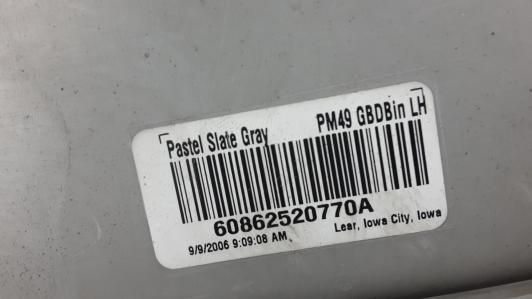 Pastel Slate Gray PM49 GBDBin LH
60862520770A
9/9/2006 9:09:08 AM Lear, Iowa City, Iowa